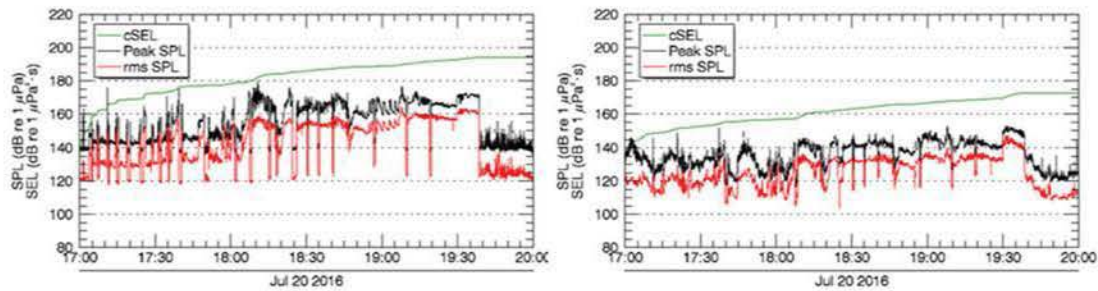 220
200
180
160
140
120
100
80
SPL (dB re 1 μPa)
SEL (dB re 1 μPa²·s)
cSEL
Peak SPL
rms SPL
17:00 17:30 18:00 18:30 19:00 19:30 20:00
Jul 20 2016
220
200
180
160
140
120
100
80
SPL (dB re 1 μPa)
SEL (dB re 1 μPa²·s)
cSEL
Peak SPL
rms SPL
17:00 17:30 18:00 18:30 19:00 19:30 20:00
Jul 20 2016